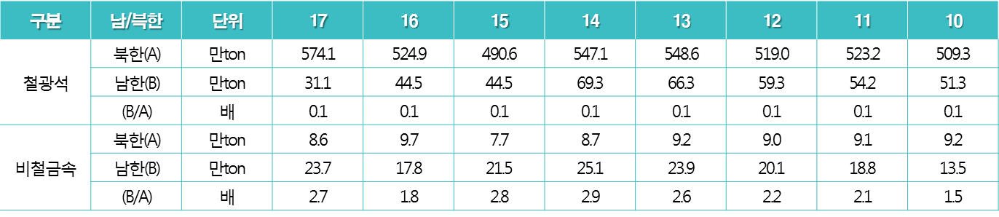 구분 남/북한 단위 17 16 15 14 13 12 11 10
철광석 북한(A) 만ton 574.1 524.9 490.6 547.1 548.6 519.0 523.2 509.3
남한(B) 만ton 31.1 44.5 44.5 69.3 66.3 59.3 54.2 51.3
(B/A) 배 0.1 0.1 0.1 0.1 0.1 0.1 0.1 0.1
비철금속 북한(A) 만ton 8.6 9.7 7.7 8.7 9.2 9.0 9.1 9.2
남한(B) 만ton 23.7 17.8 21.5 25.1 23.9 20.1 18.8 13.5
(B/A) 배 2.7 1.8 2.8 2.9 2.6 2.2 2.1 1.5